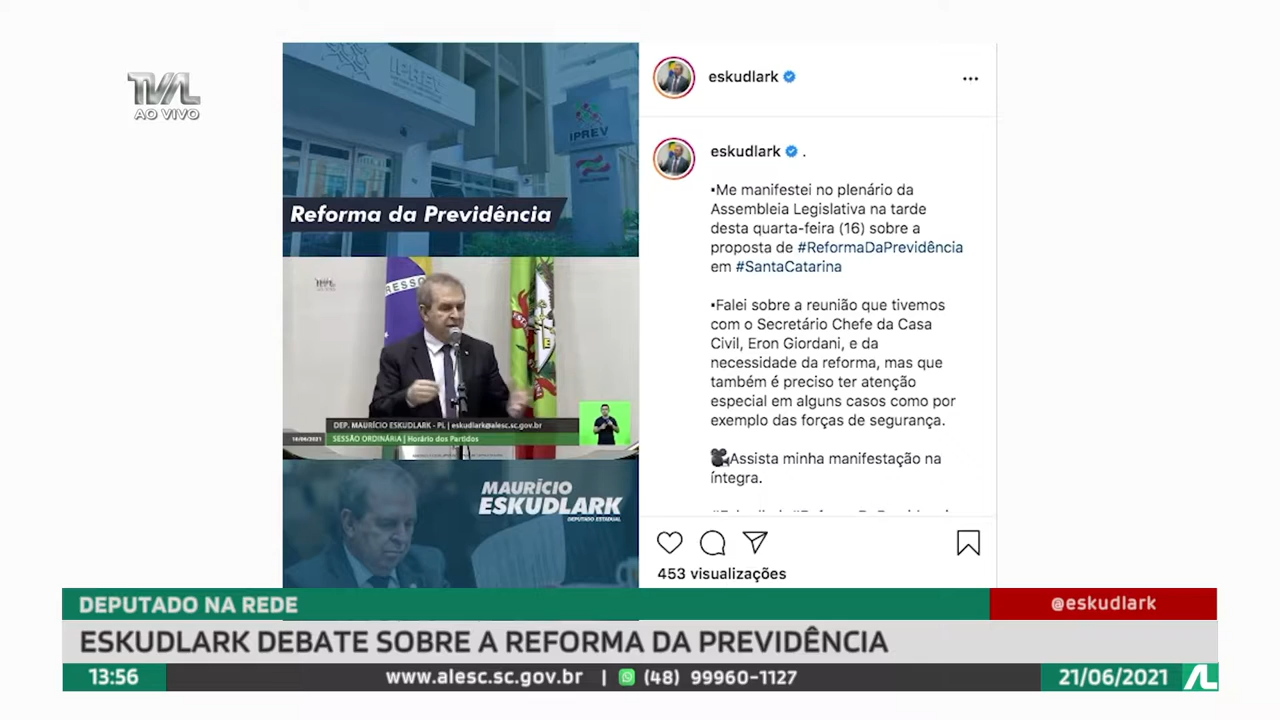 TVAL
AO VIVO
IPREV
IPREV
Reforma da Previdência
RESSO
DEP. MAURÍCIO ESKUDLARK - PL | eskudlark@alesc.sc.gov.br
16/06/2021
SESSÃO ORDINÁRIA | Horário dos Partidos
MAURÍCIO
ESKUDLARK
DEPUTADO ESTADUAL
eskudlark
eskudlark .
▪Me manifestei no plenário da
Assembleia Legislativa na tarde
desta quarta-feira (16) sobre a
proposta de #ReformaDaPrevidência
em #SantaCatarina
▪Falei sobre a reunião que tivemos
com o Secretário Chefe da Casa
Civil, Eron Giordani, e da
necessidade da reforma, mas que
também é preciso ter atenção
especial em alguns casos como por
exemplo das forças de segurança.
🎥Assista minha manifestação na
íntegra.
453 visualizações
DEPUTADO NA REDE
@eskudlark
ESKUDLARK DEBATE SOBRE A REFORMA DA PREVIDÊNCIA
13:56
www.alesc.sc.gov.br | (48) 99960-1127
21/06/2021
AL